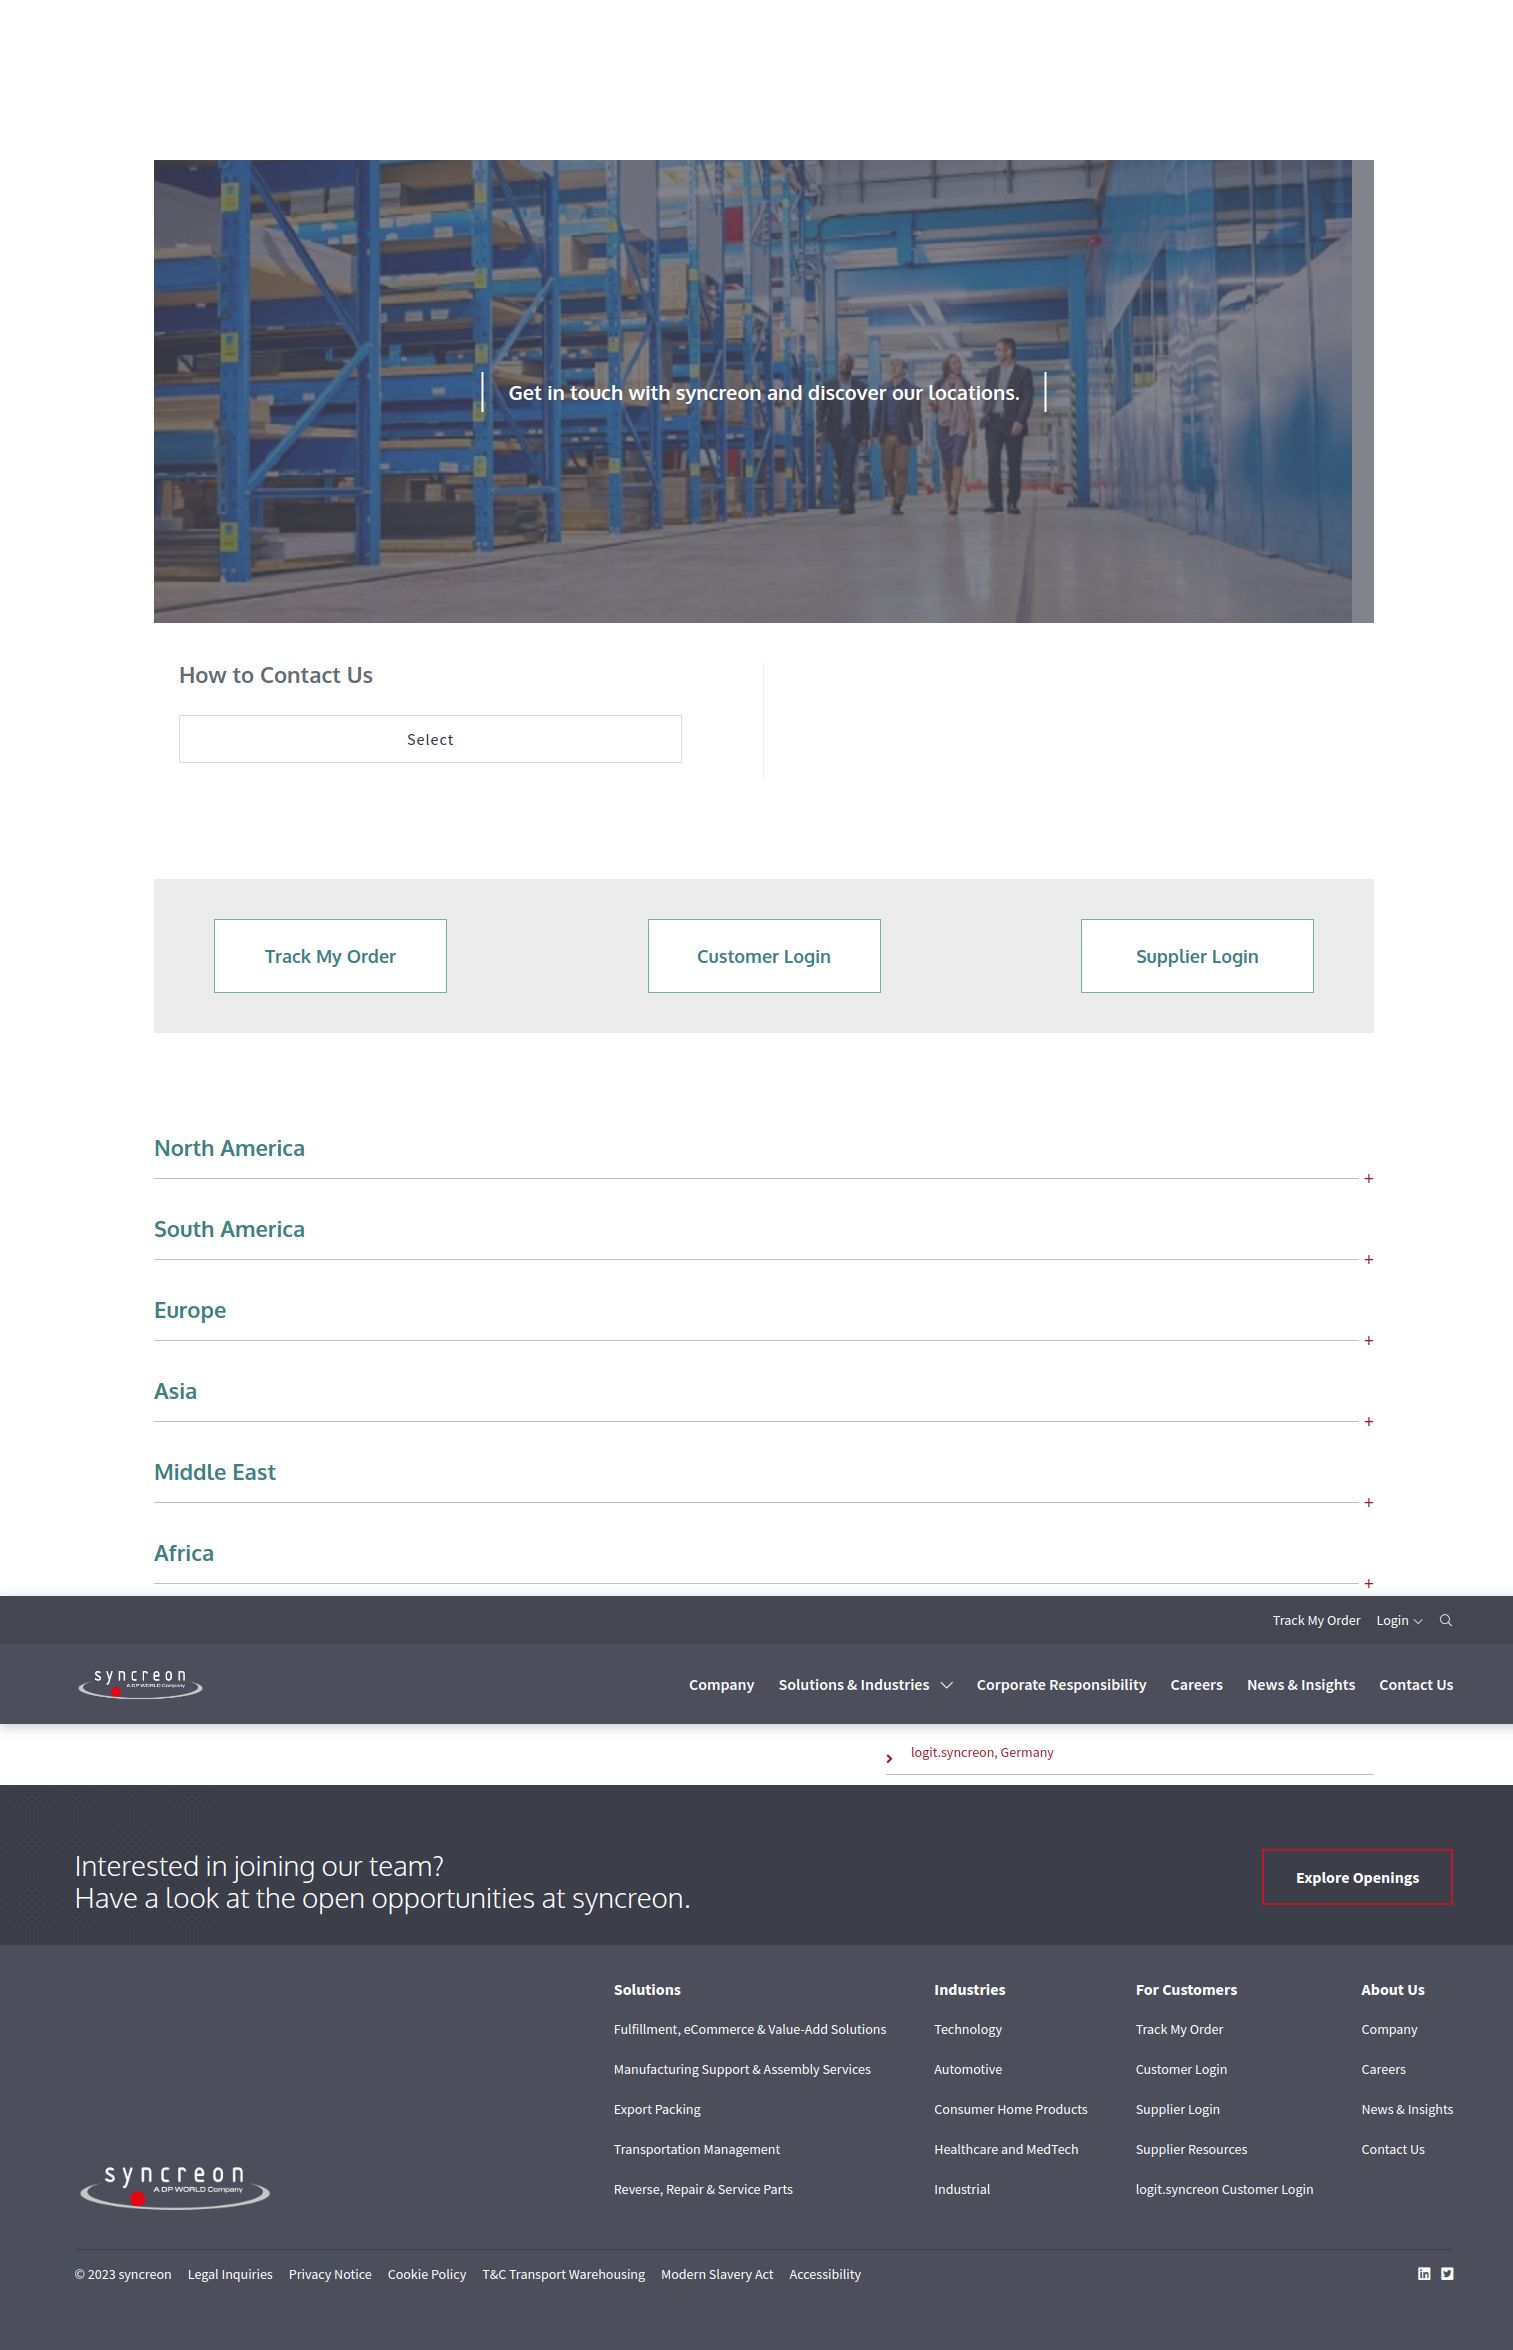 Get in touch with syncreon and discover our locations.
How to Contact Us
Select
Track My Order
Customer Login
Supplier Login
North America
+
South America
+
Europe
+
Asia
+
Middle East
+
Africa
+
Track My Order Login
syncreon
A DP WORLD Company
Company Solutions & Industries Corporate Responsibility Careers News & Insights Contact Us
logit.syncreon, Germany
Interested in joining our team?
Have a look at the open opportunities at syncreon.
Explore Openings
Solutions
Fulfillment, eCommerce & Value-Add Solutions
Manufacturing Support & Assembly Services
Export Packing
Transportation Management
Reverse, Repair & Service Parts
Industries
Technology
Automotive
Consumer Home Products
Healthcare and MedTech
Industrial
For Customers
Track My Order
Customer Login
Supplier Login
Supplier Resources
logit.syncreon Customer Login
About Us
Company
Careers
News & Insights
Contact Us
syncreon
A DP WORLD Company
© 2023 syncreon Legal Inquiries Privacy Notice Cookie Policy T&C Transport Warehousing Modern Slavery Act Accessibility